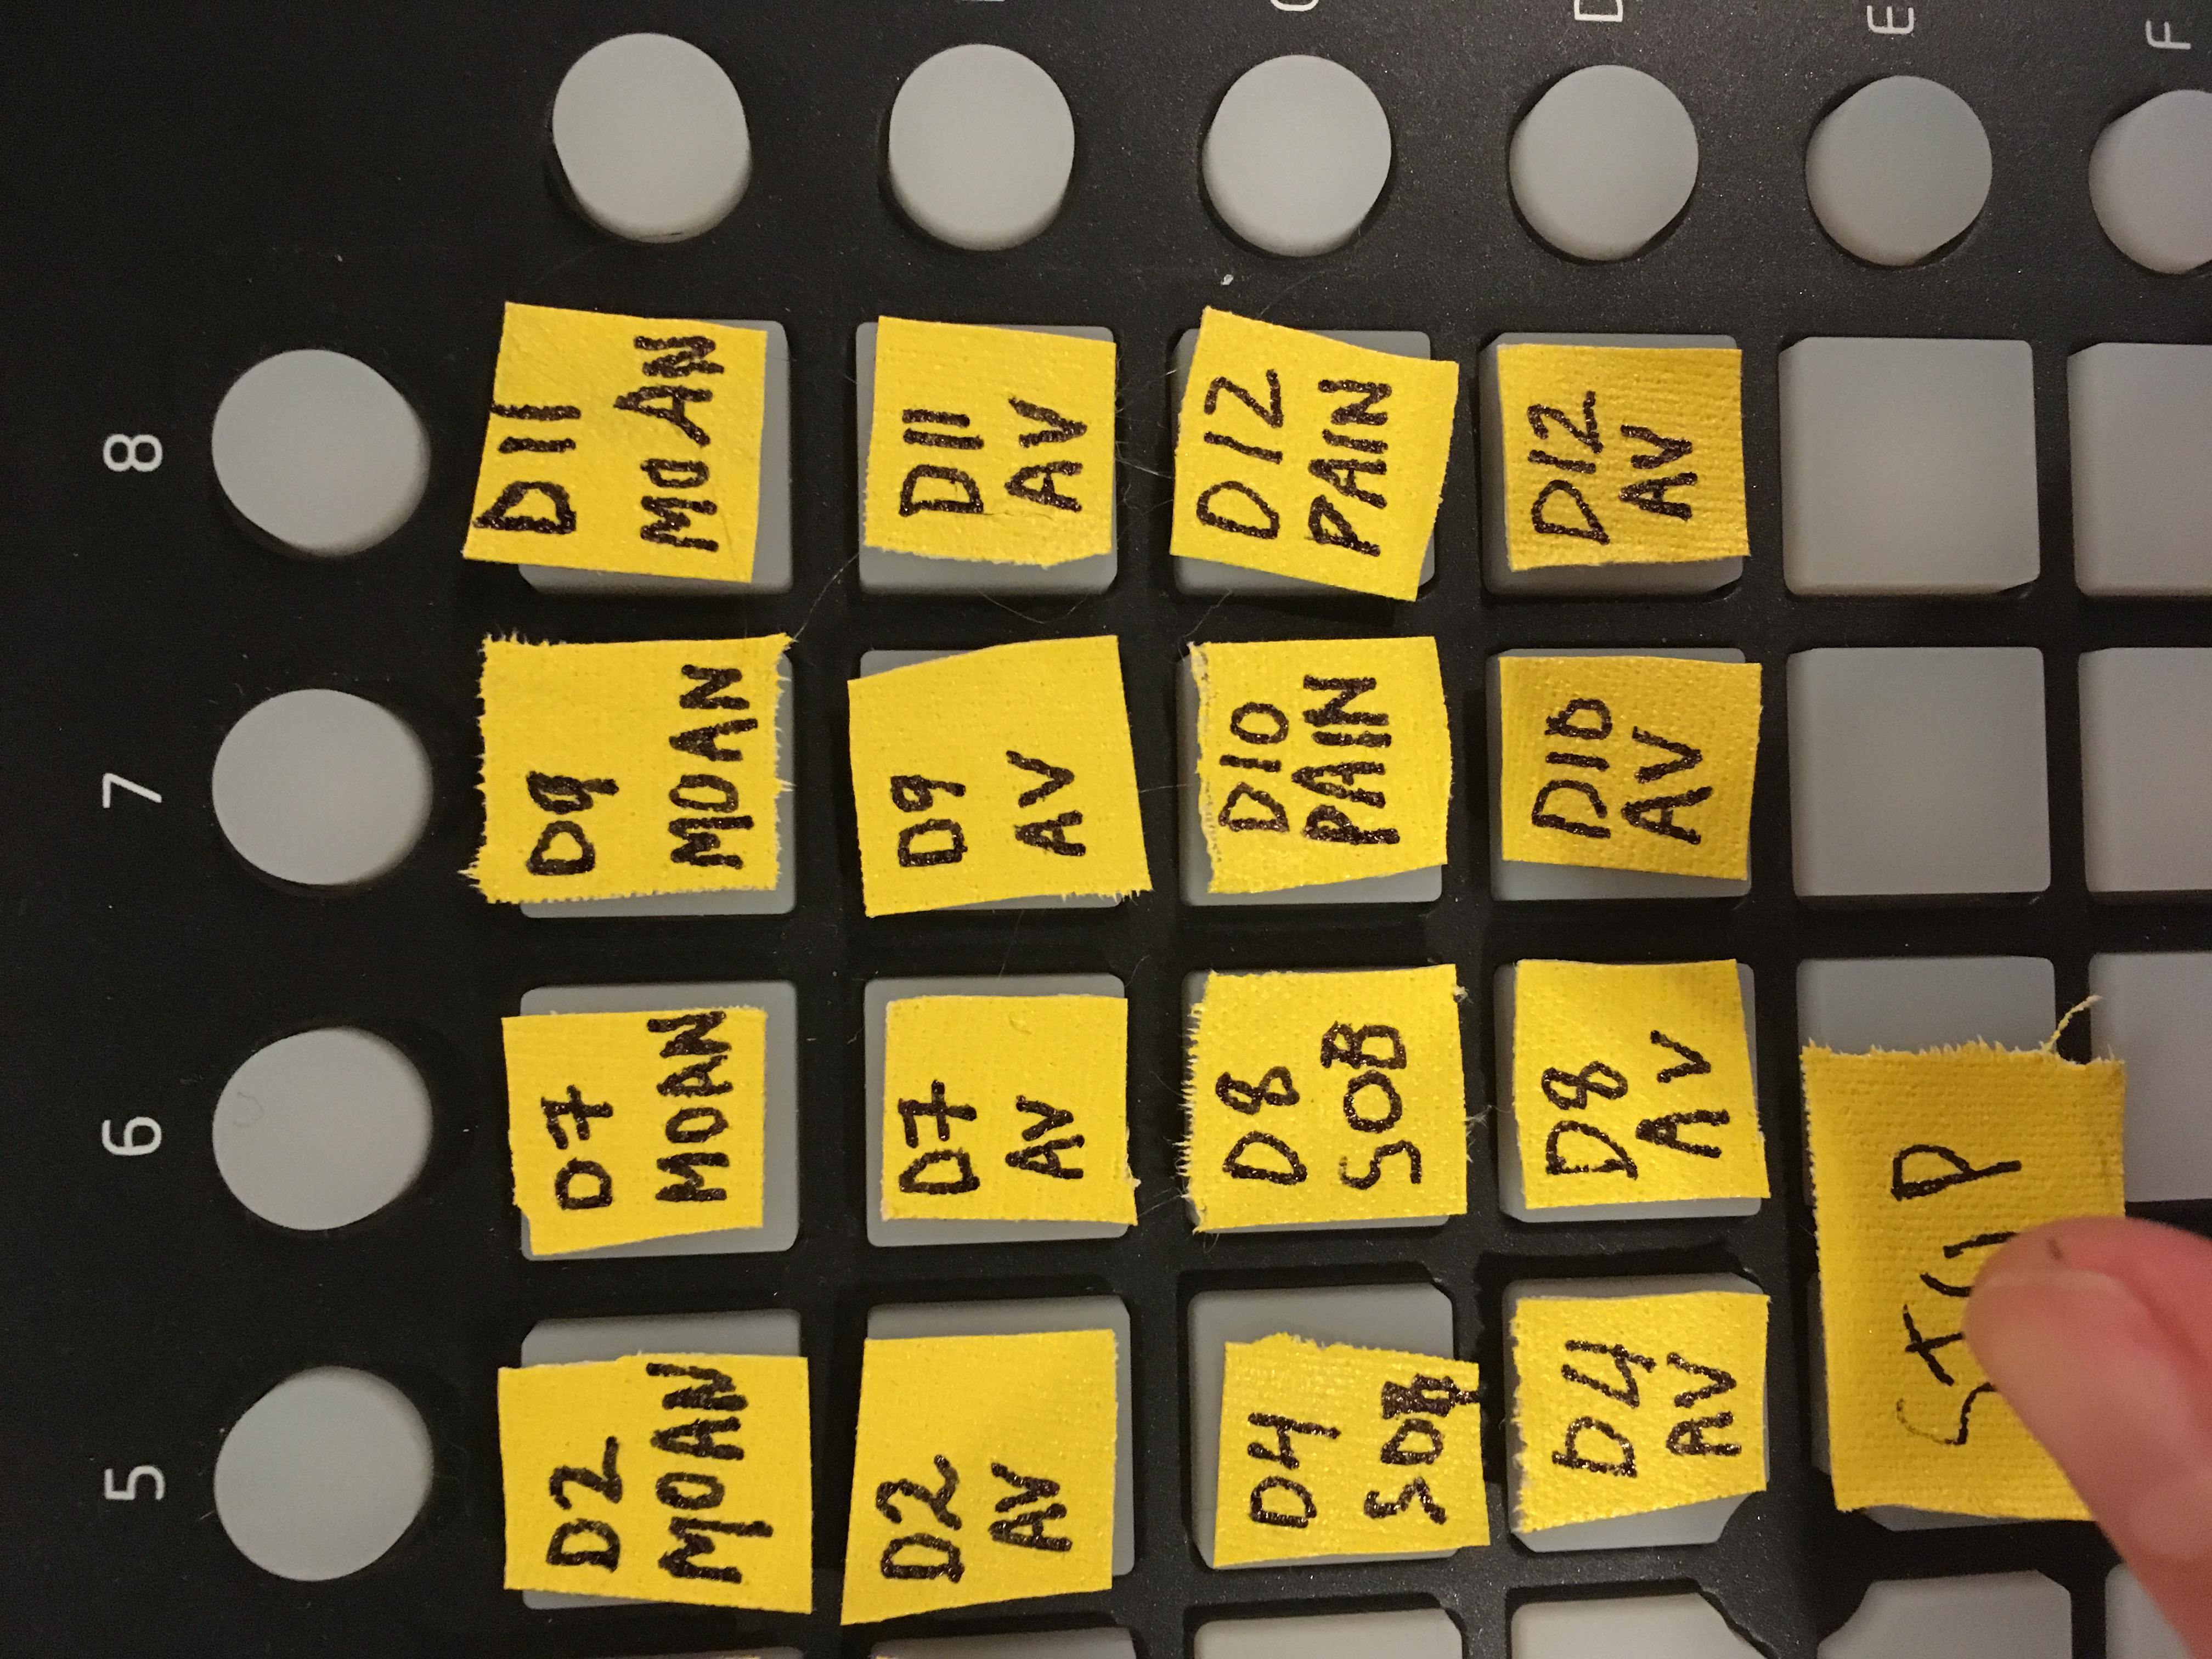 5 6 7 8
D2 D7 D9 D11
MOAN MOAN MOAN MOAN
D2 D7 D9 D11
AV AV AV AV
D4 D8 D10 D12
SOB SOB PAIN PAIN
D4 D8 D10 D12
AV AV AV AV
D
STOP
E
F